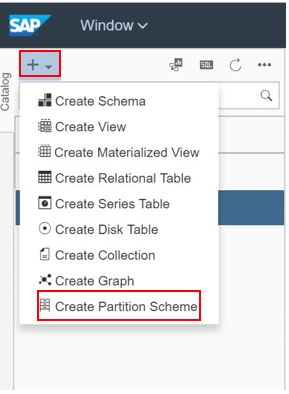 SAP Window
Catalog
SQL
Create Schema
Create View
Create Materialized View
Create Relational Table
Create Series Table
Create Disk Table
Create Collection
Create Graph
Create Partition Scheme